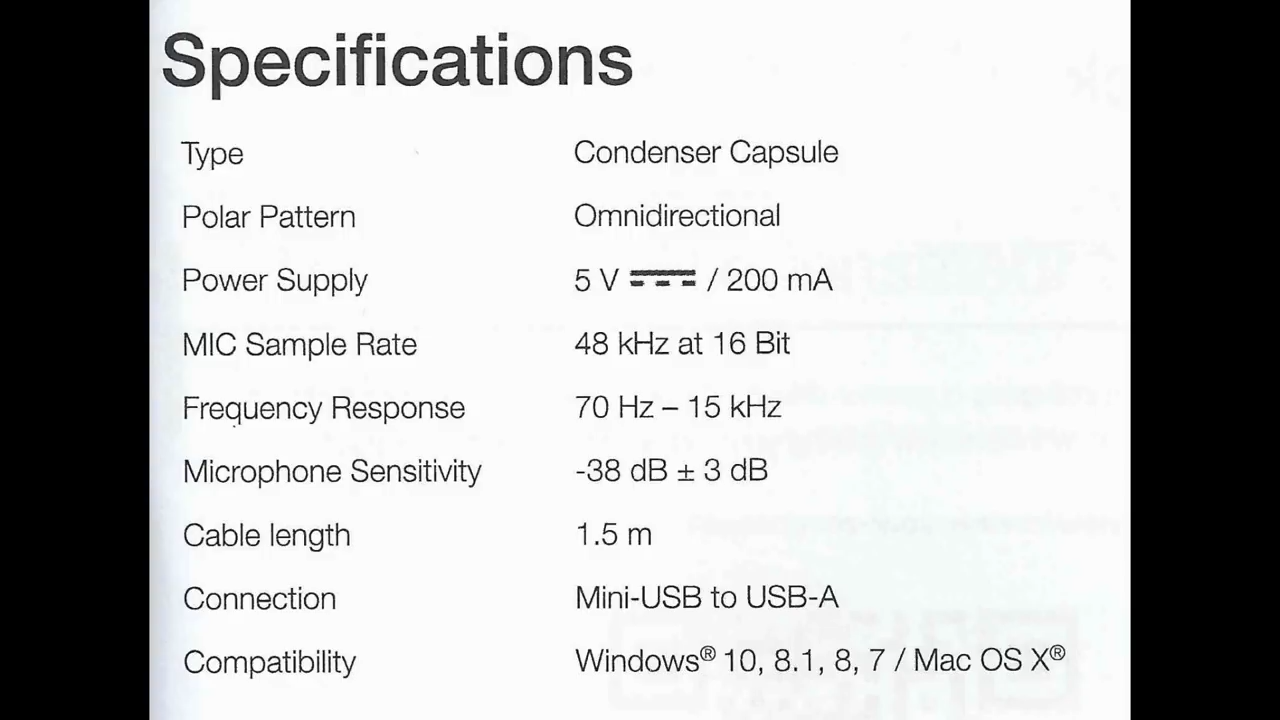 Specifications
Type Condenser Capsule
Polar Pattern Omnidirectional
Power Supply 5 V ⎓ / 200 mA
MIC Sample Rate 48 kHz at 16 Bit
Frequency Response 70 Hz – 15 kHz
Microphone Sensitivity -38 dB ± 3 dB
Cable length 1.5 m
Connection Mini-USB to USB-A
Compatibility Windows® 10, 8.1, 8, 7 / Mac OS X®